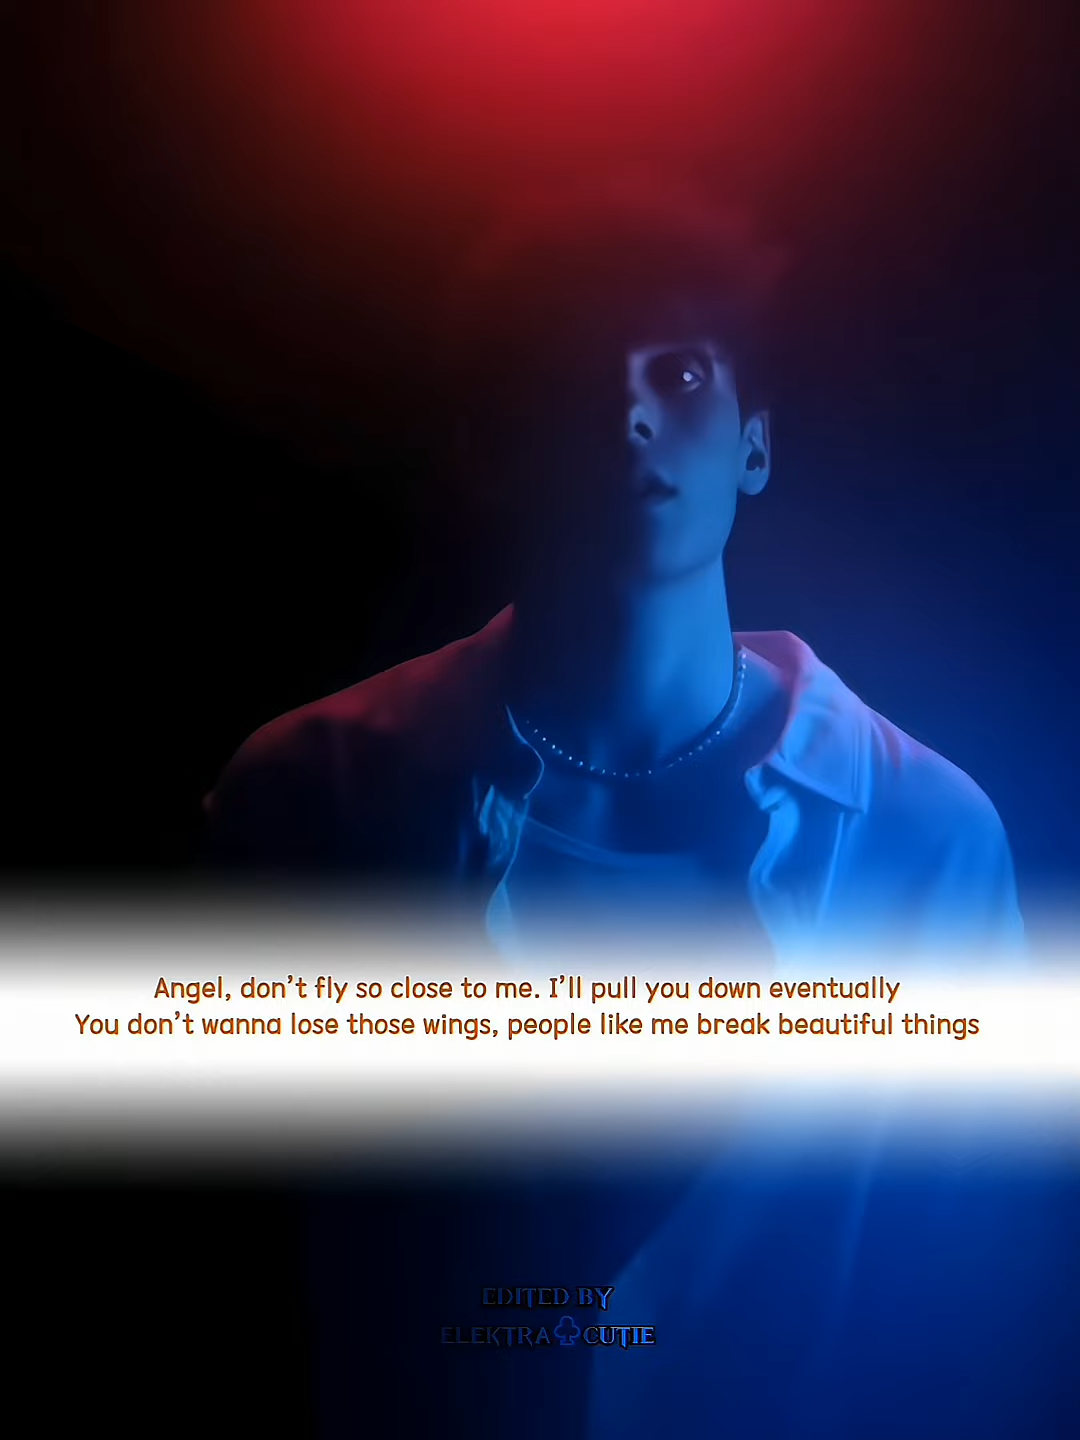 Angel, don’t fly so close to me. I’ll pull you down eventually
You don’t wanna lose those wings, people like me break beautiful things
EDITED BY
ELEKTRA♣CUTIE